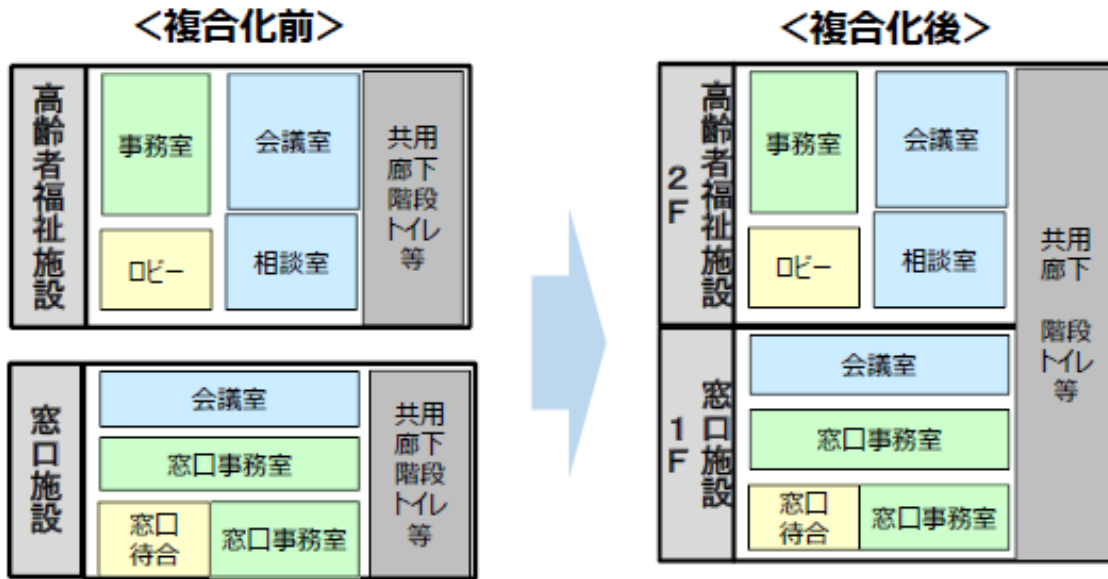 ＜複合化前＞
高齢者福祉施設
事務室
会議室
ロビー
相談室
共用
廊下
階段
トイレ
等
窓口施設
会議室
窓口事務室
窓口
待合
窓口事務室
共用
廊下
階段
トイレ
等
＜複合化後＞
高齢者福祉施設
2F
事務室
会議室
ロビー
相談室
窓口施設
1F
会議室
窓口事務室
窓口
待合
窓口事務室
共用
廊下
階段
トイレ
等